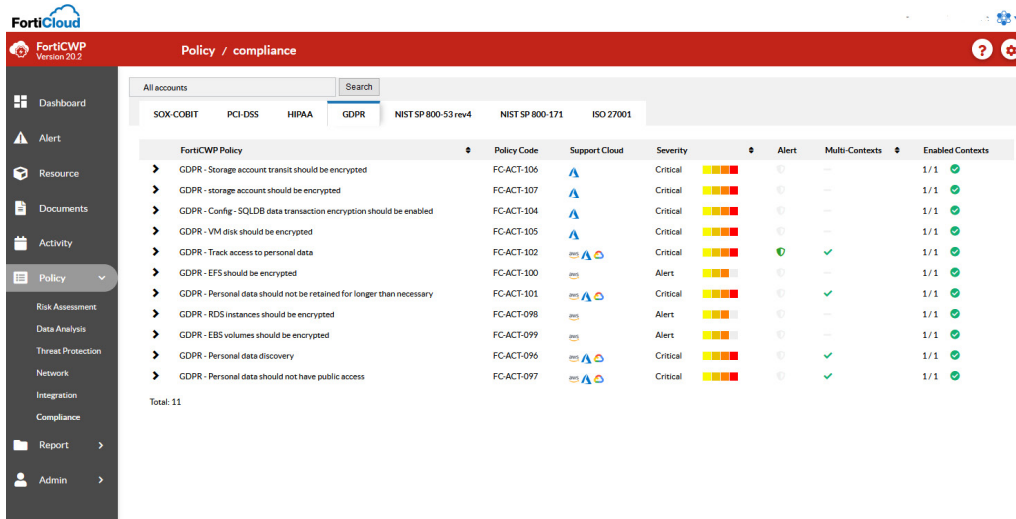 FortiCloud
FortiCWP
Version 20.2
Policy / compliance
?
All accounts
Search
SOX-COBIT PCI-DSS HIPAA GDPR NIST SP 800-53 rev4 NIST SP 800-171 ISO 27001
FortiCWP Policy Policy Code Support Cloud Severity Alert Multi-Contexts Enabled Contexts
GDPR - Storage account transit should be encrypted FC-ACT-106 Critical 1/1
GDPR - storage account should be encrypted FC-ACT-107 Critical 1/1
GDPR - Config - SQLDB data transaction encryption should be enabled FC-ACT-104 Critical 1/1
GDPR - VM disk should be encrypted FC-ACT-105 Critical 1/1
GDPR - Track access to personal data FC-ACT-102 aws Critical 1/1
GDPR - EFS should be encrypted FC-ACT-100 aws Alert 1/1
GDPR - Personal data should not be retained for longer than necessary FC-ACT-101 aws Critical 1/1
GDPR - RDS instances should be encrypted FC-ACT-098 aws Alert 1/1
GDPR - EBS volumes should be encrypted FC-ACT-099 aws Alert 1/1
GDPR - Personal data discovery FC-ACT-096 aws Critical 1/1
GDPR - Personal data should not have public access FC-ACT-097 aws Critical 1/1
Total: 11
Dashboard
Alert
Resource
Documents
Activity
Policy
Risk Assessment
Data Analysis
Threat Protection
Network
Integration
Compliance
Report
Admin